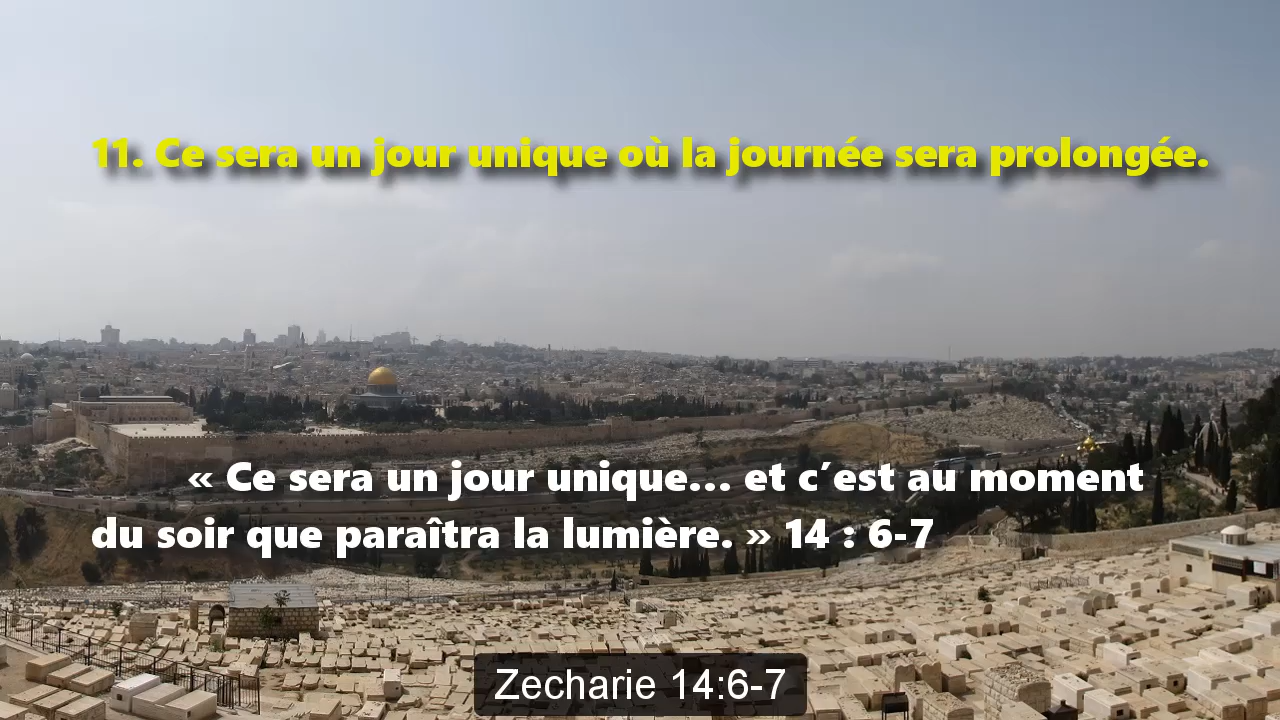 11. Ce sera un jour unique où la journée sera prolongée.
« Ce sera un jour unique... et c’est au moment
du soir que paraîtra la lumière. » 14 : 6-7
Zecharie 14:6-7